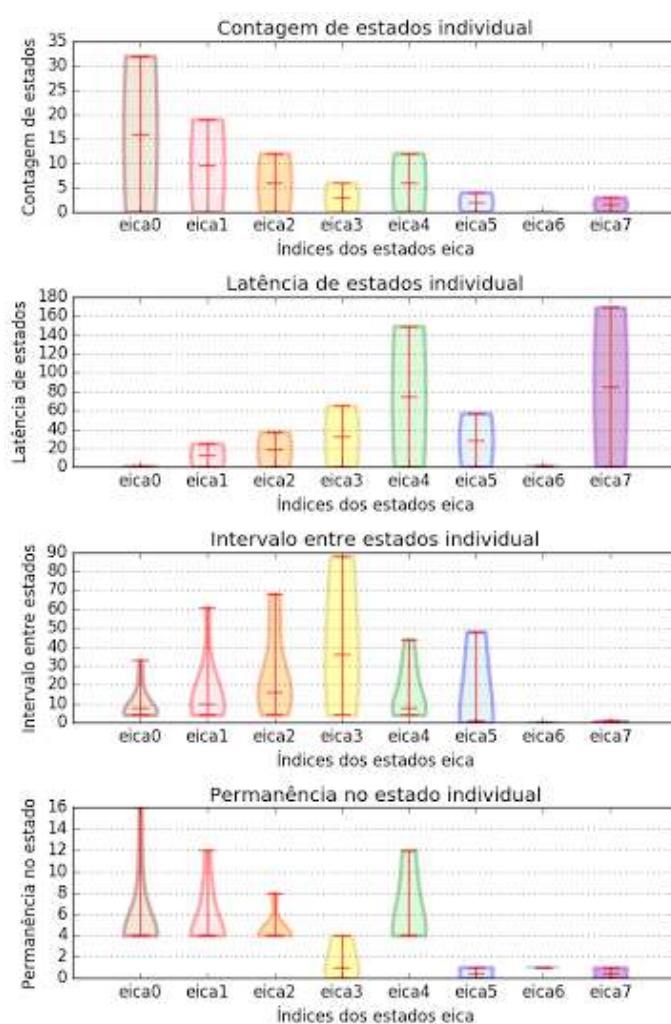 Contagem de estados individual
Contagem de estados
35
30
25
20
15
10
5
0
eica0 eica1 eica2 eica3 eica4 eica5 eica6 eica7
Índices dos estados eica
Latência de estados individual
Latência de estados
180
160
140
120
100
80
60
40
20
0
eica0 eica1 eica2 eica3 eica4 eica5 eica6 eica7
Índices dos estados eica
Intervalo entre estados individual
Intervalo entre estados
90
80
70
60
50
40
30
20
10
0
eica0 eica1 eica2 eica3 eica4 eica5 eica6 eica7
Índices dos estados eica
Permanência no estado individual
Permanência no estado
16
14
12
10
8
6
4
2
0
eica0 eica1 eica2 eica3 eica4 eica5 eica6 eica7
Índices dos estados eica